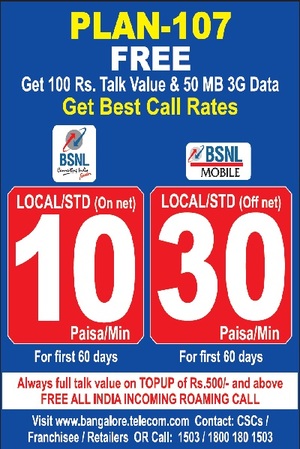 PLAN-107
FREE
Get 100 Rs. Talk Value & 50 MB 3G Data
Get Best Call Rates
BSNL
Connecting India
Faster
BSNL
MOBILE
LOCAL/STD (On net)
10
Paisa/Min
LOCAL/STD (Off net)
30
Paisa/Min
For first 60 days
For first 60 days
Always full talk value on TOPUP of Rs.500/- and above
FREE ALL INDIA INCOMING ROAMING CALL
Visit www.bangalore.telecom.com Contact: CSCs /
Franchisee / Retailers OR Call: 1503 / 1800 180 1503